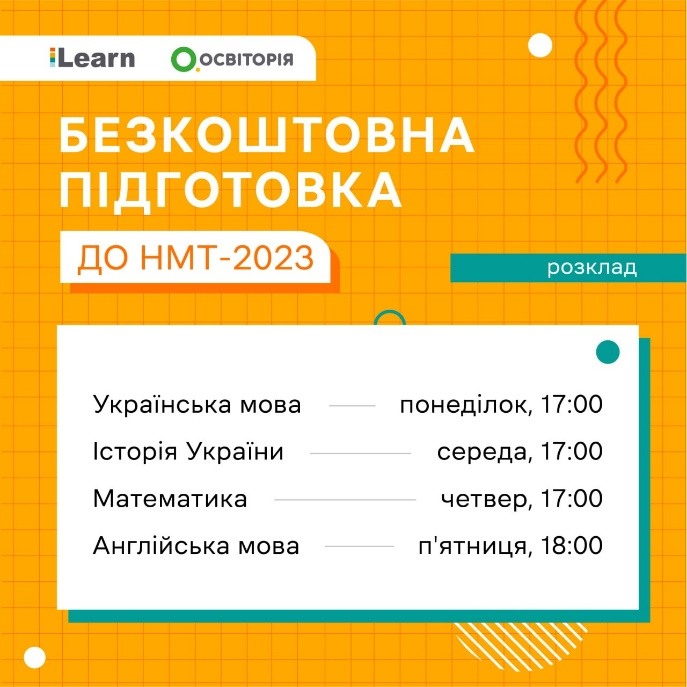 iLearn ОСВІТОРІЯ
БЕЗКОШТОВНА
ПІДГОТОВКА
ДО НМТ-2023
розклад
Українська мова понеділок, 17:00
Історія України середа, 17:00
Математика четвер, 17:00
Англійська мова п'ятниця, 18:00